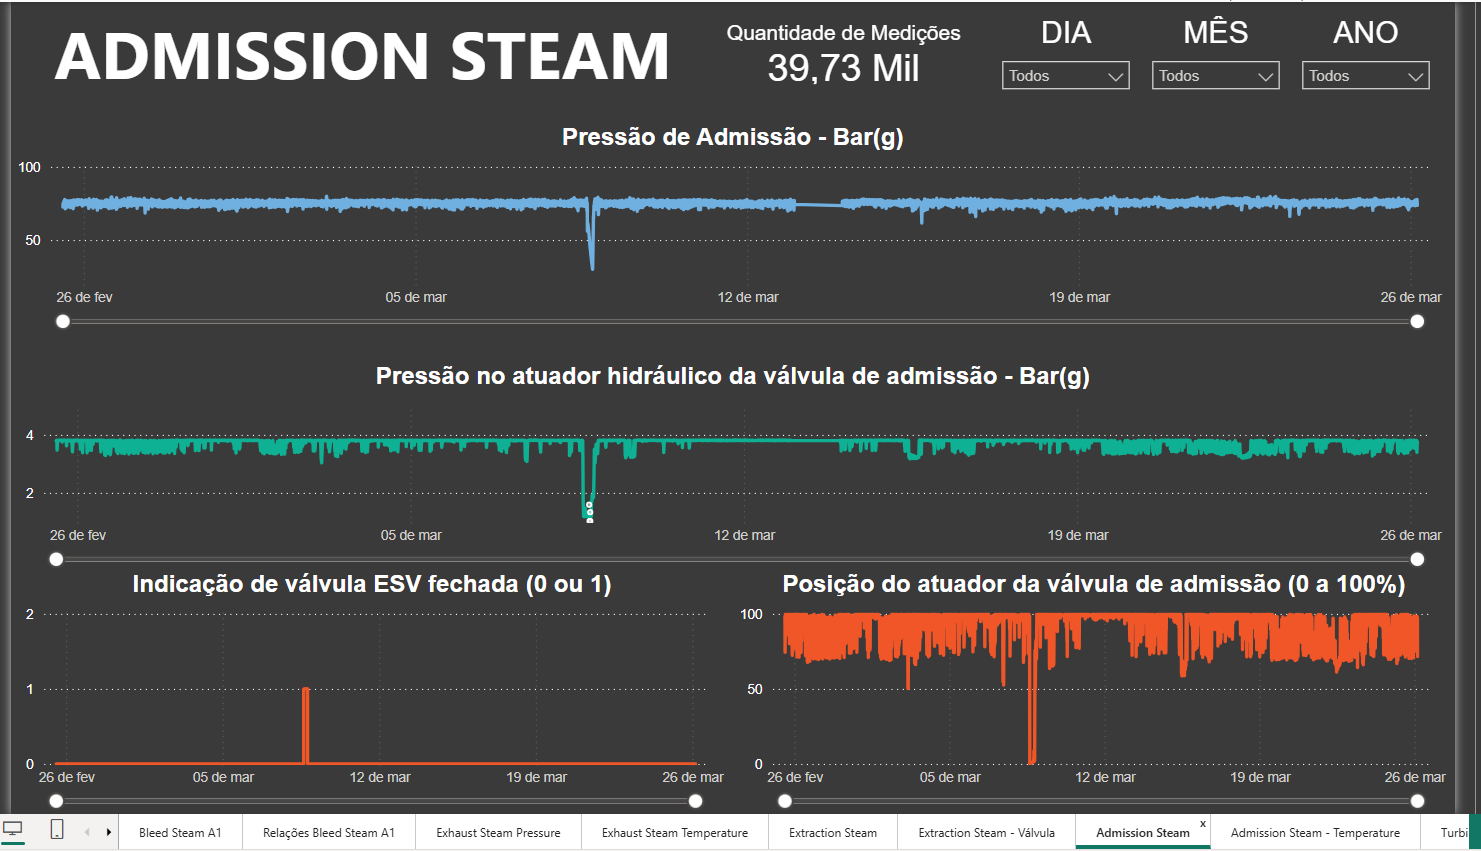 ADMISSION STEAM
Quantidade de Medições
39,73 Mil
DIA
MÊS
ANO
Todos
Todos
Todos
Pressão de Admissão - Bar(g)
100
50
26 de fev
05 de mar
12 de mar
19 de mar
26 de mar
Pressão no atuador hidráulico da válvula de admissão - Bar(g)
4
2
26 de fev
05 de mar
12 de mar
19 de mar
26 de mar
Indicação de válvula ESV fechada (0 ou 1)
2
1
0
26 de fev
05 de mar
12 de mar
19 de mar
26 de mar
Posição do atuador da válvula de admissão (0 a 100%)
100
50
0
26 de fev
05 de mar
12 de mar
19 de mar
26 de mar
Bleed Steam A1
Relações Bleed Steam A1
Exhaust Steam Pressure
Exhaust Steam Temperature
Extraction Steam
Extraction Steam - Válvula
Admission Steam
x
Admission Steam - Temperature
Turbi